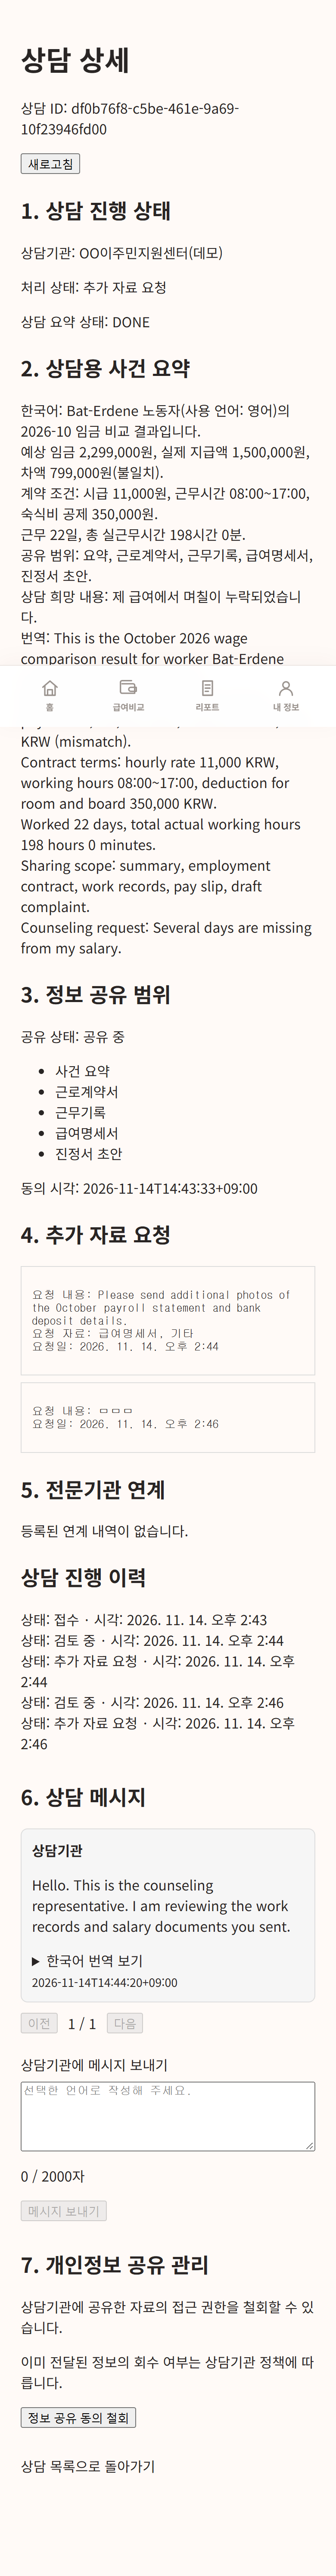 상담 상세
상담 ID: df0b76f8-c5be-461e-9a69-
10f23946fd00
새로고침
1. 상담 진행 상태
상담기관: OO이주민지원센터(데모)
처리 상태: 추가 자료 요청
상담 요약 상태: DONE
2. 상담용 사건 요약
한국어: Bat-Erdene 노동자(사용 언어: 영어)의
2026-10 임금 비교 결과입니다.
예상 임금 2,299,000원, 실제 지급액 1,500,000원,
차액 799,000원(불일치).
계약 조건: 시급 11,000원, 근무시간 08:00~17:00,
숙식비 공제 350,000원.
근무 22일, 총 실근무시간 198시간 0분.
공유 범위: 요약, 근로계약서, 근무기록, 급여명세서,
진정서 초안.
상담 희망 내용: 제 급여에서 며칠이 누락되었습니
다.
번역: This is the October 2026 wage
comparison result for worker Bat-Erdene
홈
급여비교
리포트
내 정보
KRW (mismatch).
Contract terms: hourly rate 11,000 KRW,
working hours 08:00~17:00, deduction for
room and board 350,000 KRW.
Worked 22 days, total actual working hours
198 hours 0 minutes.
Sharing scope: summary, employment
contract, work records, pay slip, draft
complaint.
Counseling request: Several days are missing
from my salary.
3. 정보 공유 범위
공유 상태: 공유 중
• 사건 요약
• 근로계약서
• 근무기록
• 급여명세서
• 진정서 초안
동의 시각: 2026-11-14T14:43:33+09:00
4. 추가 자료 요청
요청 내용: Please send additional photos of
the October payroll statement and bank
deposit details.
요청 자료: 급여명세서, 기타
요청일: 2026. 11. 14. 오후 2:44
요청 내용: ㅁㅁㅁ
요청일: 2026. 11. 14. 오후 2:46
5. 전문기관 연계
등록된 연계 내역이 없습니다.
상담 진행 이력
상태: 접수 · 시각: 2026. 11. 14. 오후 2:43
상태: 검토 중 · 시각: 2026. 11. 14. 오후 2:44
상태: 추가 자료 요청 · 시각: 2026. 11. 14. 오후
2:44
상태: 검토 중 · 시각: 2026. 11. 14. 오후 2:46
상태: 추가 자료 요청 · 시각: 2026. 11. 14. 오후
2:46
6. 상담 메시지
상담기관
Hello. This is the counseling
representative. I am reviewing the work
records and salary documents you sent.
▶ 한국어 번역 보기
2026-11-14T14:44:20+09:00
이전 1 / 1 다음
상담기관에 메시지 보내기
선택한 언어로 작성해 주세요.
0 / 2000자
메시지 보내기
7. 개인정보 공유 관리
상담기관에 공유한 자료의 접근 권한을 철회할 수 있
습니다.
이미 전달된 정보의 회수 여부는 상담기관 정책에 따
릅니다.
정보 공유 동의 철회
상담 목록으로 돌아가기